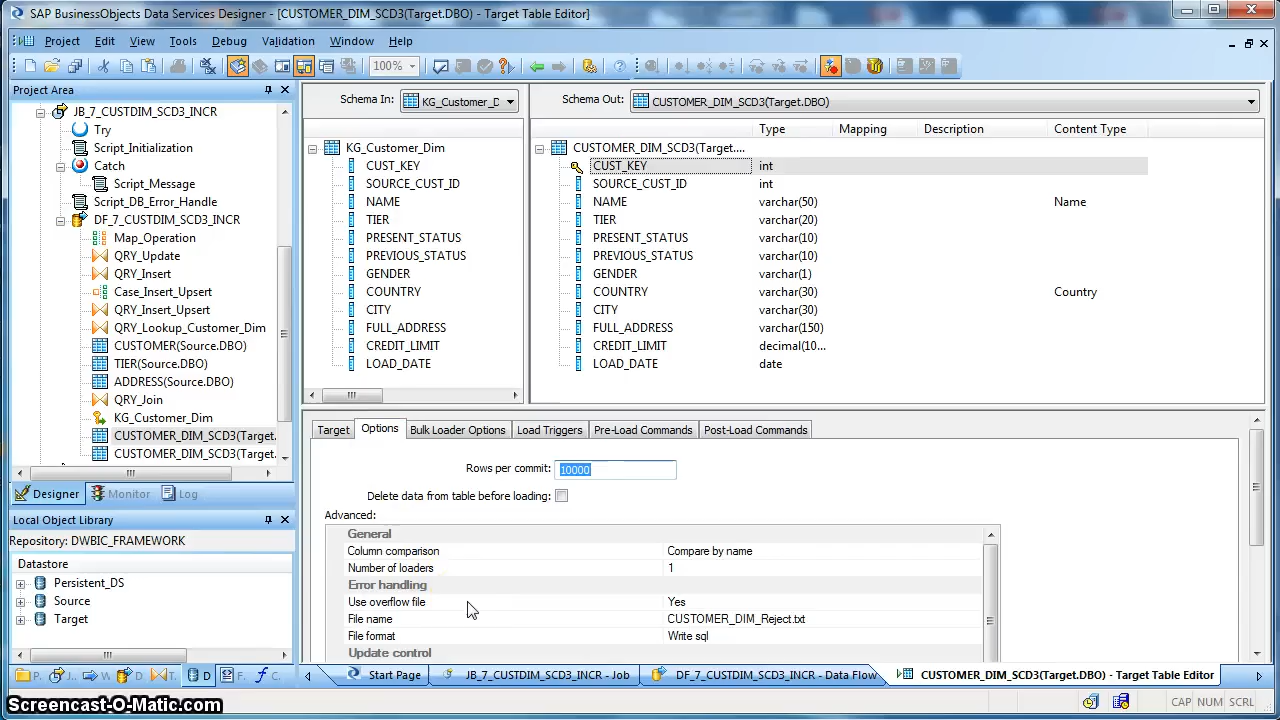 SAP BusinessObjects Data Services Designer - [CUSTOMER_DIM_SCD3(Target.DBO) - Target Table Editor]
Project Edit View Tools Debug Validation Window Help
100%
Project Area
JB_7_CUSTDIM_SCD3_INCR
Try
Script_Initialization
Catch
Script_Message
Script_DB_Error_Handle
DF_7_CUSTDIM_SCD3_INCR
Map_Operation
QRY_Update
QRY_Insert
Case_Insert_Upsert
QRY_Insert_Upsert
QRY_Lookup_Customer_Dim
CUSTOMER(Source.DBO)
TIER(Source.DBO)
ADDRESS(Source.DBO)
QRY_Join
KG_Customer_Dim
CUSTOMER_DIM_SCD3(Target.
CUSTOMER_DIM_SCD3(Target.
Designer Monitor Log
Local Object Library
Repository: DWBIC_FRAMEWORK
Datastore
Persistent_DS
Source
Target
P. J. W. D. T. D F. C.
Schema In: KG_Customer_D
KG_Customer_Dim
CUST_KEY
SOURCE_CUST_ID
NAME
TIER
PRESENT_STATUS
PREVIOUS_STATUS
GENDER
COUNTRY
CITY
FULL_ADDRESS
CREDIT_LIMIT
LOAD_DATE
Schema Out: CUSTOMER_DIM_SCD3(Target.DBO)
Type Mapping Description Content Type
CUSTOMER_DIM_SCD3(Target....
CUST_KEY int
SOURCE_CUST_ID int
NAME varchar(50) Name
TIER varchar(20)
PRESENT_STATUS varchar(10)
PREVIOUS_STATUS varchar(10)
GENDER varchar(1)
COUNTRY varchar(30) Country
CITY varchar(30)
FULL_ADDRESS varchar(150)
CREDIT_LIMIT decimal(10...
LOAD_DATE date
Target Options Bulk Loader Options Load Triggers Pre-Load Commands Post-Load Commands
Rows per commit: 10000
Delete data from table before loading:
Advanced:
General
Column comparison Compare by name
Number of loaders 1
Error handling
Use overflow file Yes
File name CUSTOMER_DIM_Reject.txt
File format Write sql
Update control
Start Page JB_7_CUSTDIM_SCD3_INCR - Job DF_7_CUSTDIM_SCD3_INCR - Data Flow CUSTOMER_DIM_SCD3(Target.DBO) - Target Table Editor
CAP NUM SCRL
Screencast-O-Matic.com